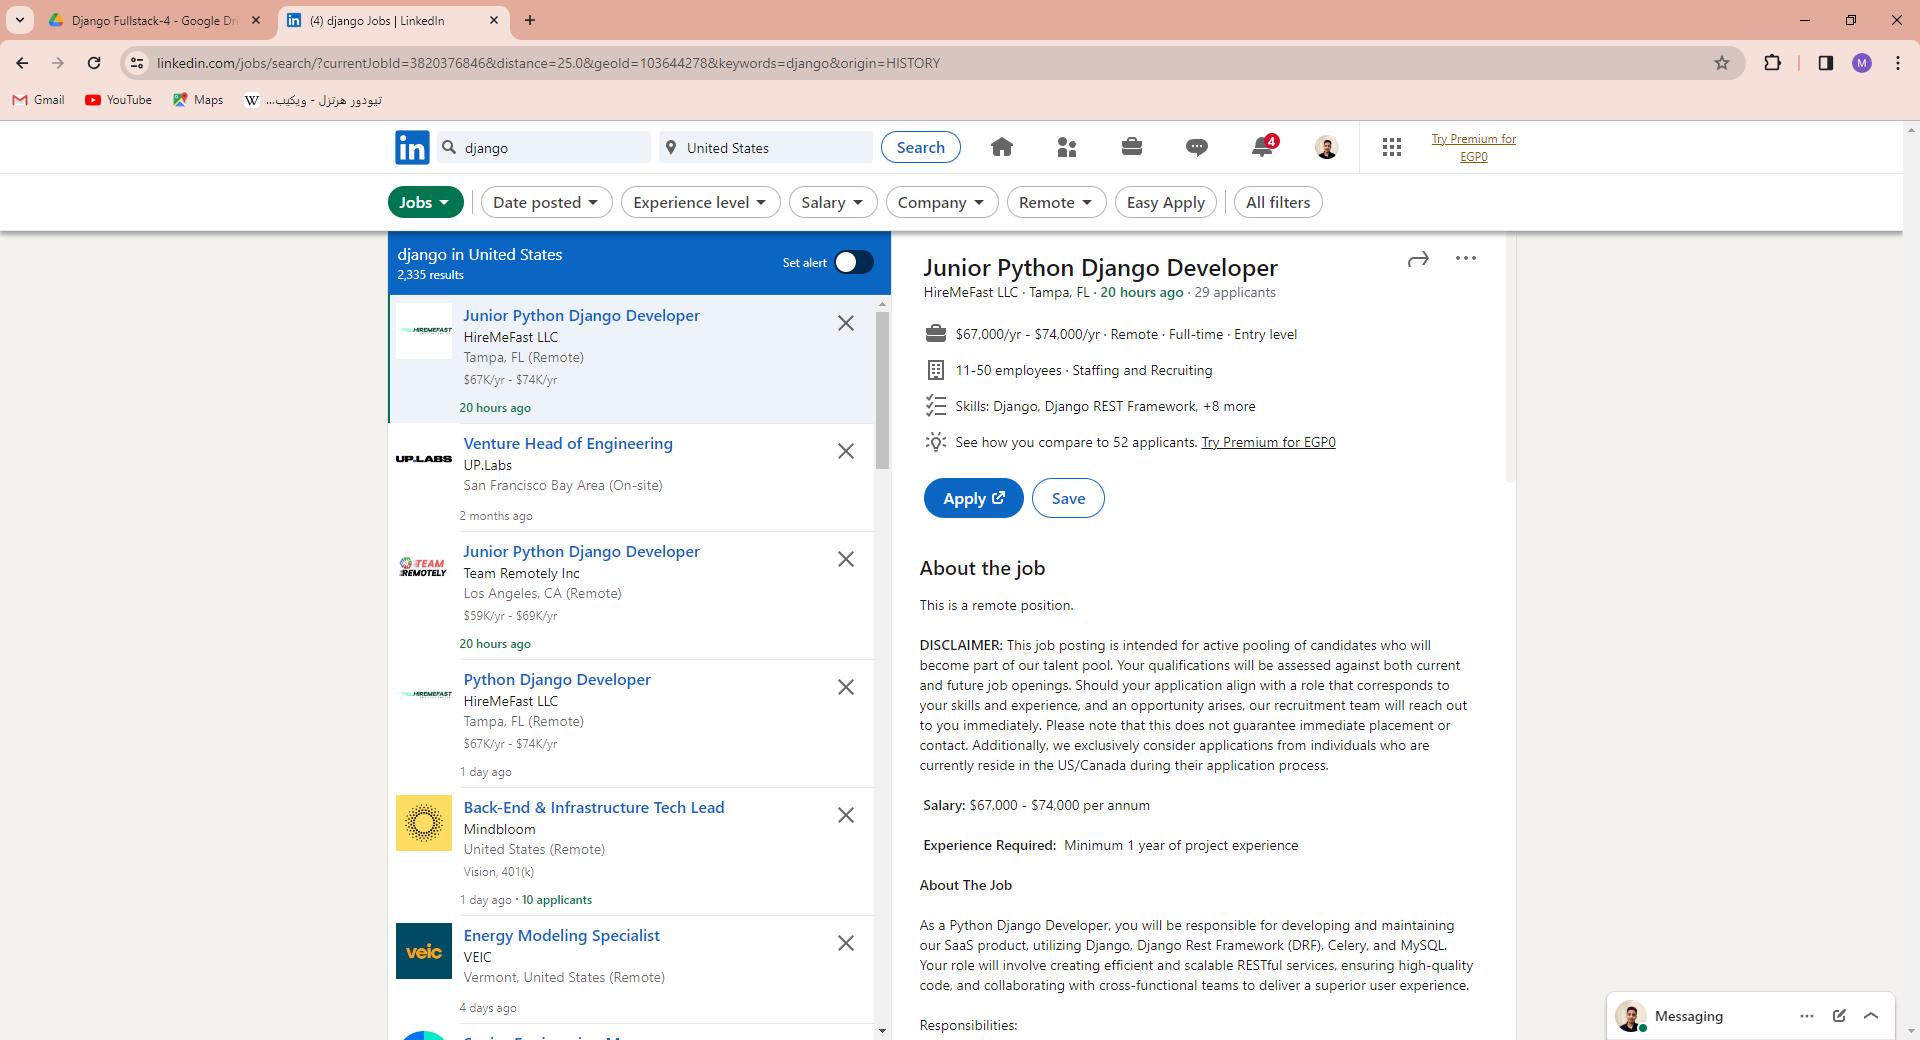 Django Fullstack-4 - Google Dri
(4) django Jobs | LinkedIn
linkedin.com/jobs/search/?currentJobId=3820376846&distance=25.0&geoId=103644278&keywords=django&origin=HISTORY
M
Gmail
YouTube
Maps
W
تيودور هرتزل - ويكيب...
in
django
United States
Search
4
Try Premium for
EGP0
Jobs
Date posted
Experience level
Salary
Company
Remote
Easy Apply
All filters
django in United States
2,335 results
Set alert
HIREMEFAST
Junior Python Django Developer
HireMeFast LLC
Tampa, FL (Remote)
$67K/yr - $74K/yr
20 hours ago
UP.LABS
Venture Head of Engineering
UP.Labs
San Francisco Bay Area (On-site)
2 months ago
TEAM
REMOTELY
Junior Python Django Developer
Team Remotely Inc
Los Angeles, CA (Remote)
$59K/yr - $69K/yr
20 hours ago
HIREMEFAST
Python Django Developer
HireMeFast LLC
Tampa, FL (Remote)
$67K/yr - $74K/yr
1 day ago
Back-End & Infrastructure Tech Lead
Mindbloom
United States (Remote)
Vision, 401(k)
1 day ago · 10 applicants
veic
Energy Modeling Specialist
VEIC
Vermont, United States (Remote)
4 days ago
Junior Python Django Developer
HireMeFast LLC · Tampa, FL · 20 hours ago · 29 applicants
$67,000/yr - $74,000/yr · Remote · Full-time · Entry level
11-50 employees · Staffing and Recruiting
Skills: Django, Django REST Framework, +8 more
See how you compare to 52 applicants. Try Premium for EGP0
Apply
Save
About the job
This is a remote position.
DISCLAIMER: This job posting is intended for active pooling of candidates who will
become part of our talent pool. Your qualifications will be assessed against both current
and future job openings. Should your application align with a role that corresponds to
your skills and experience, and an opportunity arises, our recruitment team will reach out
to you immediately. Please note that this does not guarantee immediate placement or
contact. Additionally, we exclusively consider applications from individuals who are
currently reside in the US/Canada during their application process.
Salary: $67,000 - $74,000 per annum
Experience Required: Minimum 1 year of project experience
About The Job
As a Python Django Developer, you will be responsible for developing and maintaining
our SaaS product, utilizing Django, Django Rest Framework (DRF), Celery, and MySQL.
Your role will involve creating efficient and scalable RESTful services, ensuring high-quality
code, and collaborating with cross-functional teams to deliver a superior user experience.
Responsibilities:
Messaging